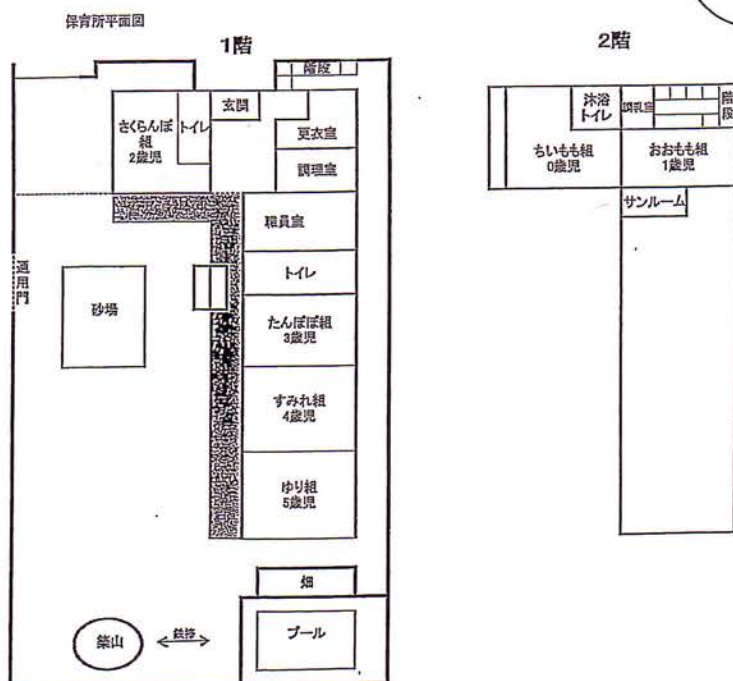 保育所平面図
1階
2階
階段
玄関
さくらんぼ
組
2歳児
トイレ
更衣室
調理室
職員室
トイレ
通用門
砂場
たんぽぽ組
3歳児
すみれ組
4歳児
ゆり組
5歳児
畑
プール
築山
鉄棒
沐浴
トイレ
調乳室
階段
ちいもも組
0歳児
おおもも組
1歳児
サンルーム